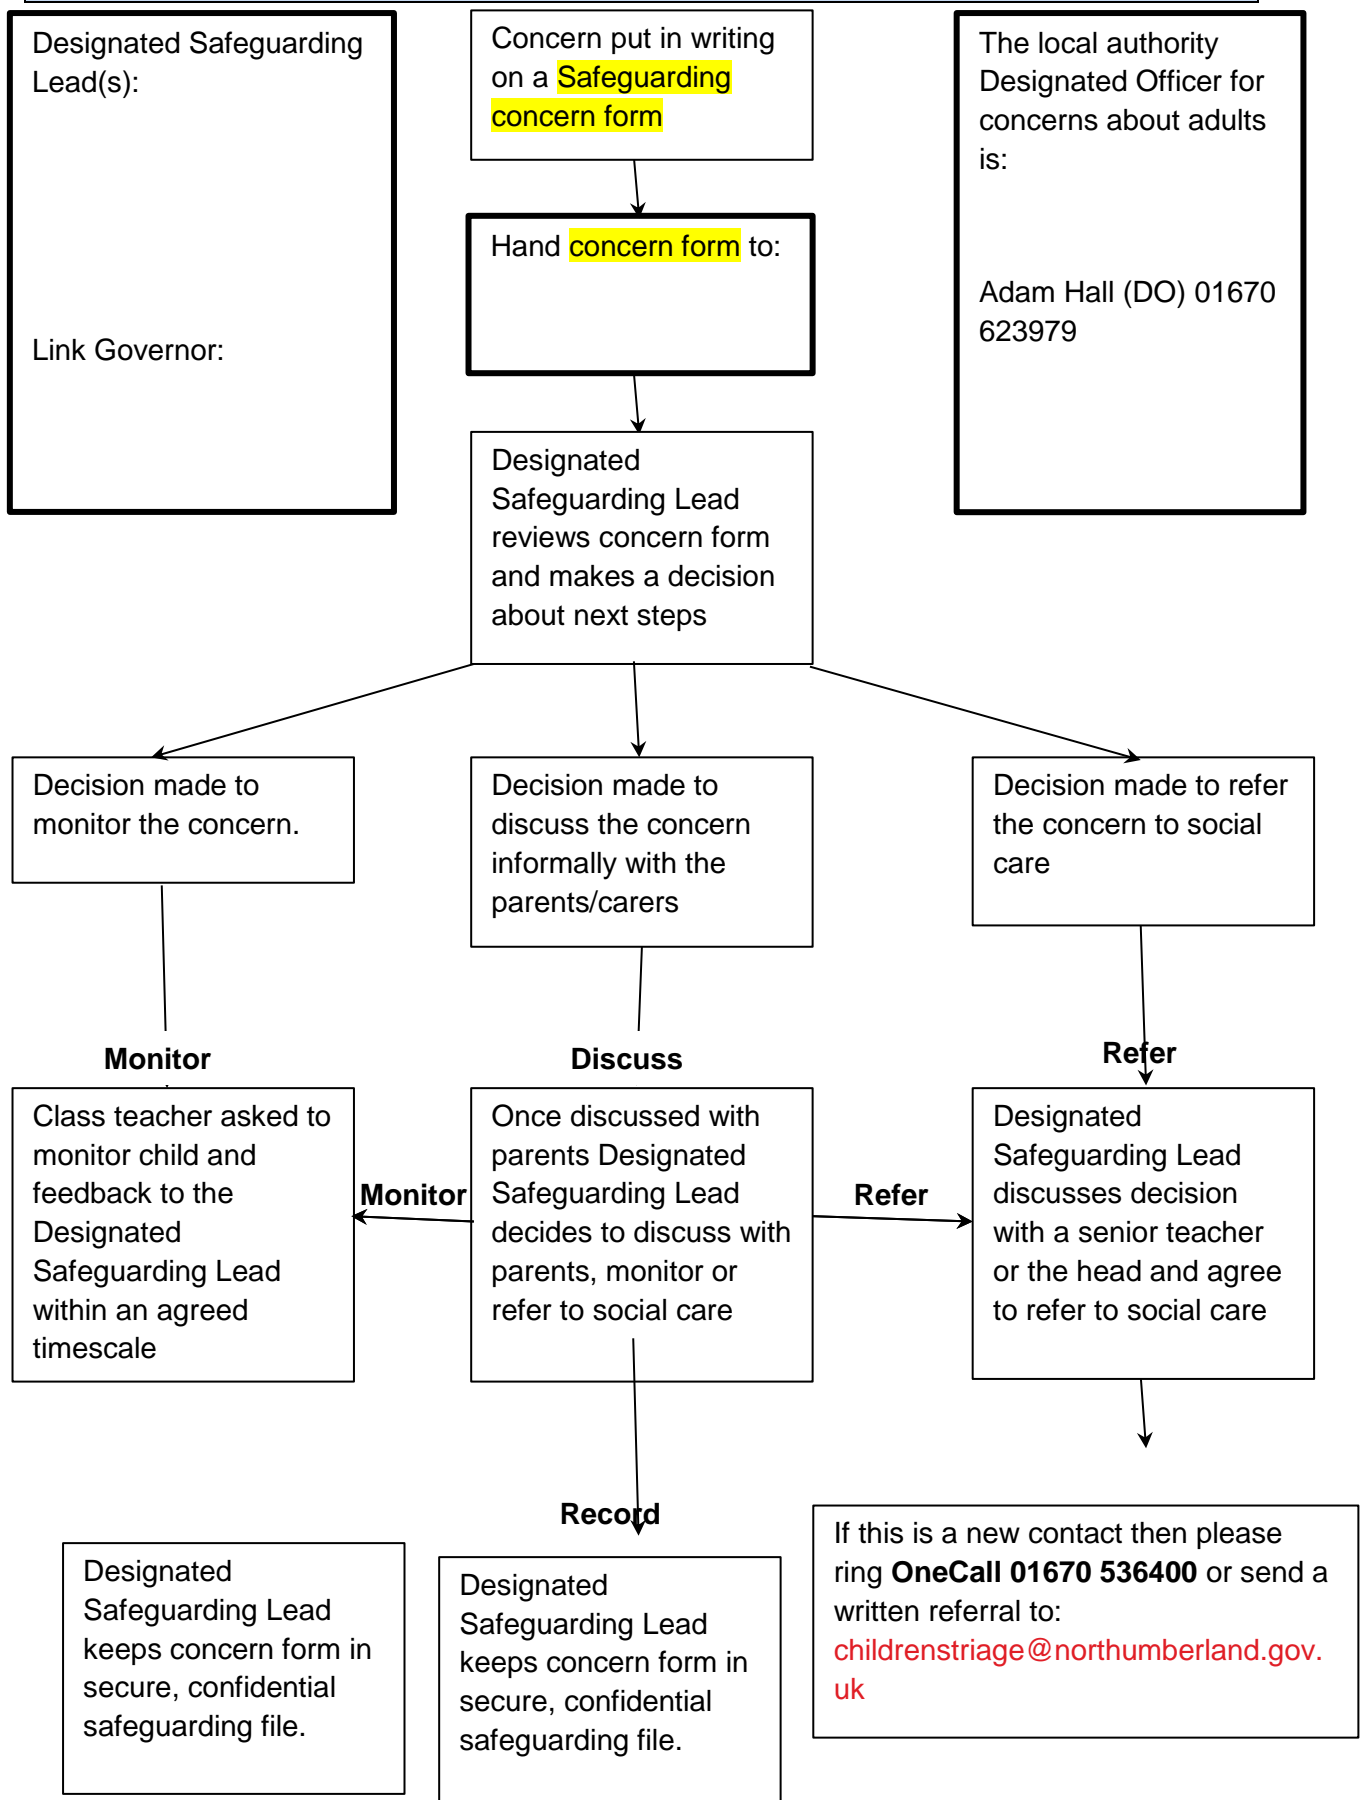 Designated Safeguarding
Lead(s):
Link Governor:
Concern put in writing
on a Safeguarding
concern form
The local authority
Designated Officer for
concerns about adults
is:
Adam Hall (DO) 01670
623979
Hand concern form to:
Designated
Safeguarding Lead
reviews concern form
and makes a decision
about next steps
Decision made to
monitor the concern.
Decision made to
discuss the concern
informally with the
parents/carers
Decision made to refer
the concern to social
care
Monitor
Discuss
Refer
Class teacher asked to
monitor child and
feedback to the
Designated
Safeguarding Lead
within an agreed
timescale
Monitor
Once discussed with
parents Designated
Safeguarding Lead
decides to discuss with
parents, monitor or
refer to social care
Refer
Designated
Safeguarding Lead
discusses decision
with a senior teacher
or the head and agree
to refer to social care
Record
Designated
Safeguarding Lead
keeps concern form in
secure, confidential
safeguarding file.
Designated
Safeguarding Lead
keeps concern form in
secure, confidential
safeguarding file.
If this is a new contact then please
ring OneCall 01670 536400 or send a
written referral to:
childrenstriage@northumberland.gov.
uk